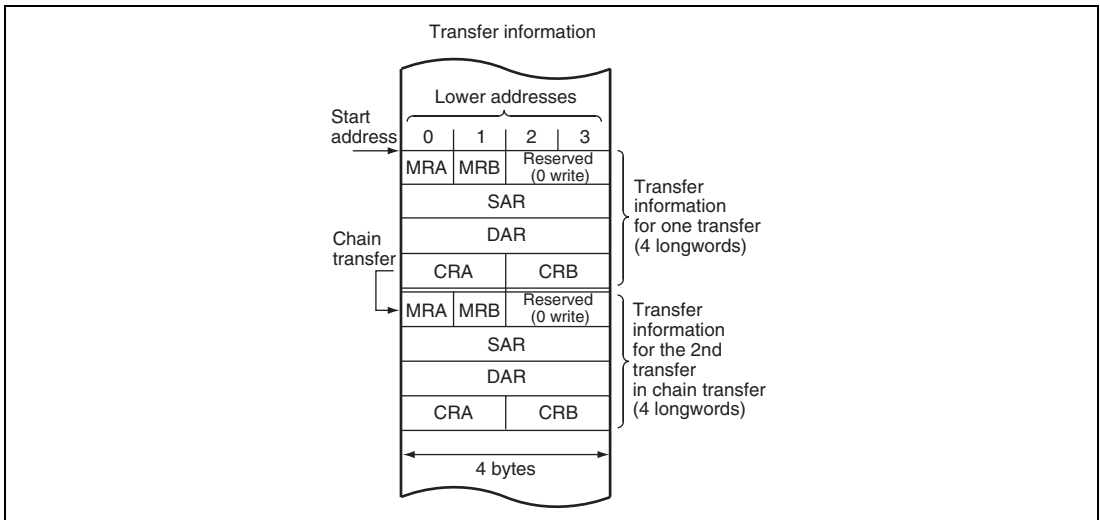 Transfer information
Lower addresses
Start
address
0 1 2 3
MRA MRB Reserved
(0 write)
SAR
DAR
CRA CRB
Transfer
information
for one transfer
(4 longwords)
Chain
transfer
MRA MRB Reserved
(0 write)
SAR
DAR
CRA CRB
Transfer
information
for the 2nd
transfer
in chain transfer
(4 longwords)
4 bytes